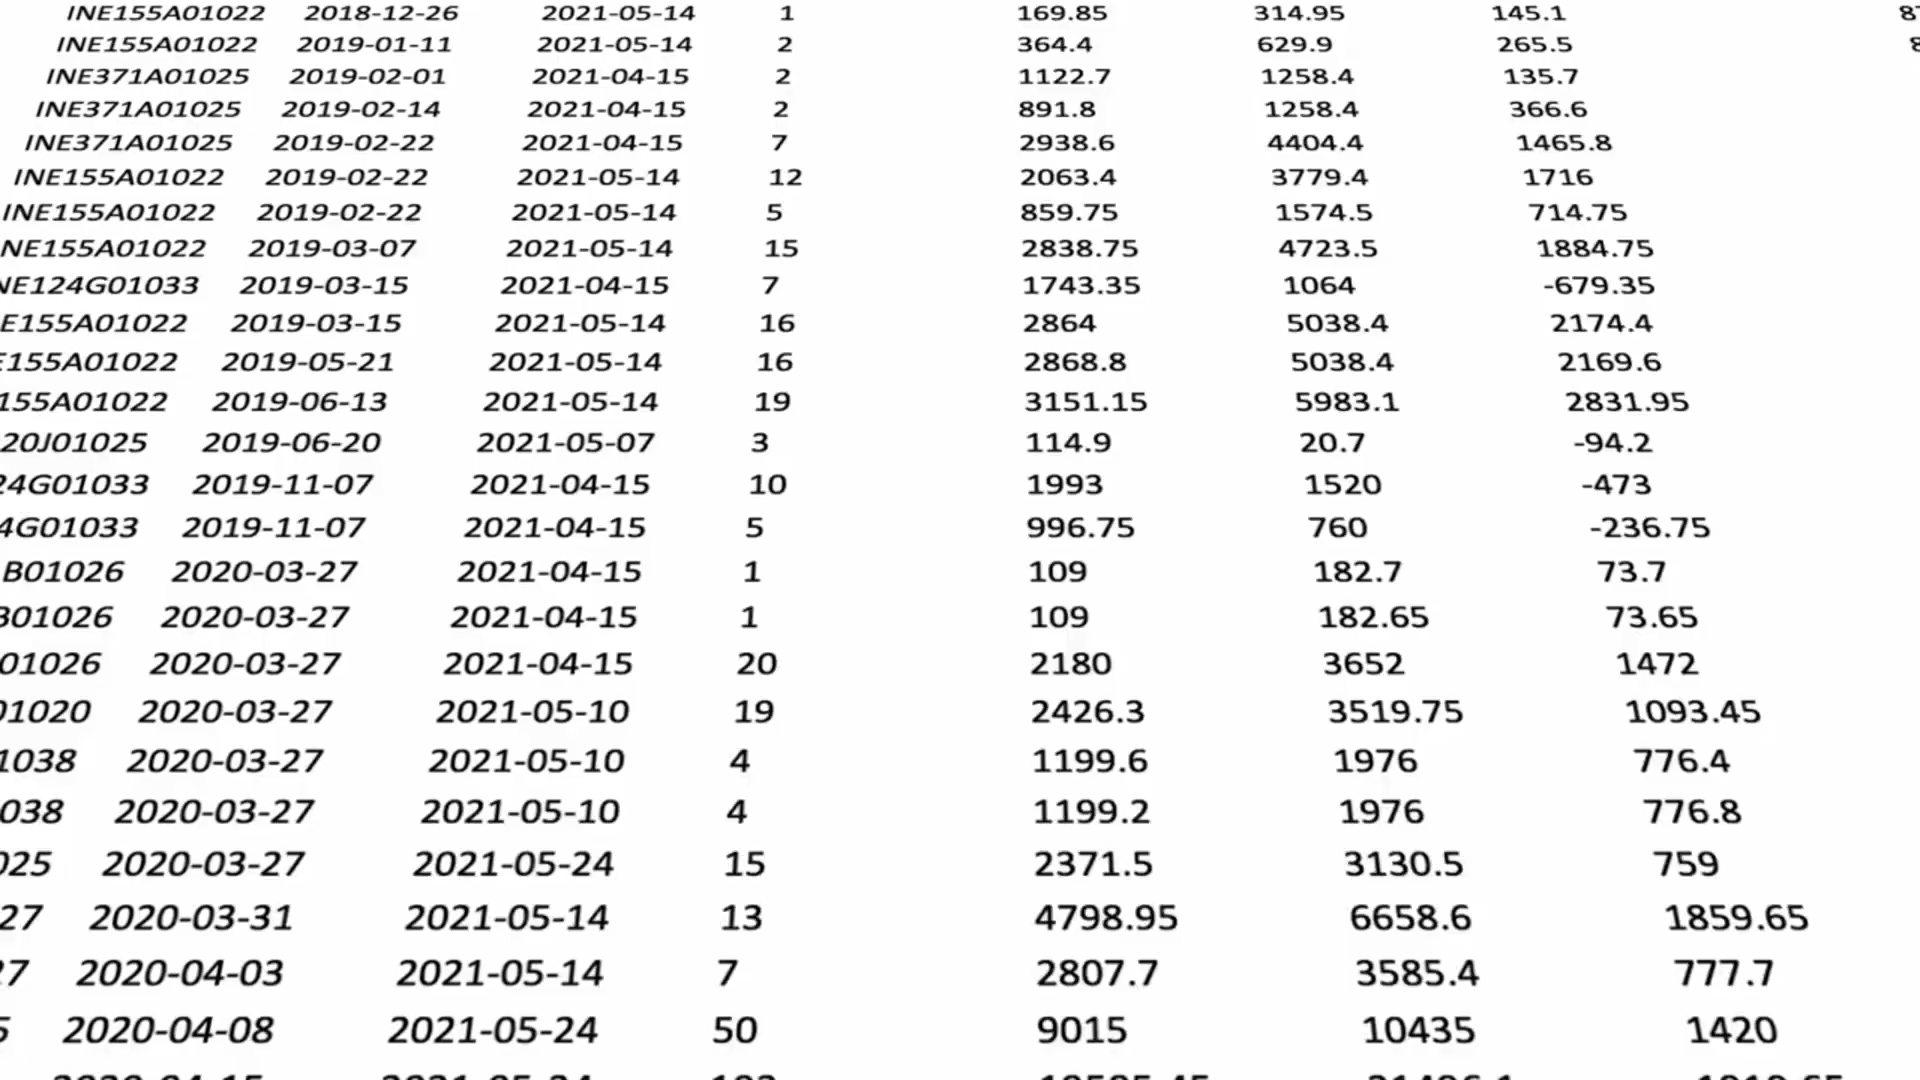 INE155A01022 2018-12-26 2021-05-14 1 169.85 314.95 145.1
INE155A01022 2019-01-11 2021-05-14 2 364.4 629.9 265.5
INE371A01025 2019-02-01 2021-04-15 2 1122.7 1258.4 135.7
INE371A01025 2019-02-14 2021-04-15 2 891.8 1258.4 366.6
INE371A01025 2019-02-22 2021-04-15 7 2938.6 4404.4 1465.8
INE155A01022 2019-02-22 2021-05-14 12 2063.4 3779.4 1716
INE155A01022 2019-02-22 2021-05-14 5 859.75 1574.5 714.75
NE155A01022 2019-03-07 2021-05-14 15 2838.75 4723.5 1884.75
NE124G01033 2019-03-15 2021-04-15 7 1743.35 1064 -679.35
E155A01022 2019-03-15 2021-05-14 16 2864 5038.4 2174.4
E155A01022 2019-05-21 2021-05-14 16 2868.8 5038.4 2169.6
155A01022 2019-06-13 2021-05-14 19 3151.15 5983.1 2831.95
20J01025 2019-06-20 2021-05-07 3 114.9 20.7 -94.2
24G01033 2019-11-07 2021-04-15 10 1993 1520 -473
4G01033 2019-11-07 2021-04-15 5 996.75 760 -236.75
B01026 2020-03-27 2021-04-15 1 109 182.7 73.7
B01026 2020-03-27 2021-04-15 1 109 182.65 73.65
01026 2020-03-27 2021-04-15 20 2180 3652 1472
01020 2020-03-27 2021-05-10 19 2426.3 3519.75 1093.45
1038 2020-03-27 2021-05-10 4 1199.6 1976 776.4
038 2020-03-27 2021-05-10 4 1199.2 1976 776.8
025 2020-03-27 2021-05-24 15 2371.5 3130.5 759
27 2020-03-31 2021-05-14 13 4798.95 6658.6 1859.65
27 2020-04-03 2021-05-14 7 2807.7 3585.4 777.7
5 2020-04-08 2021-05-24 50 9015 10435 1420